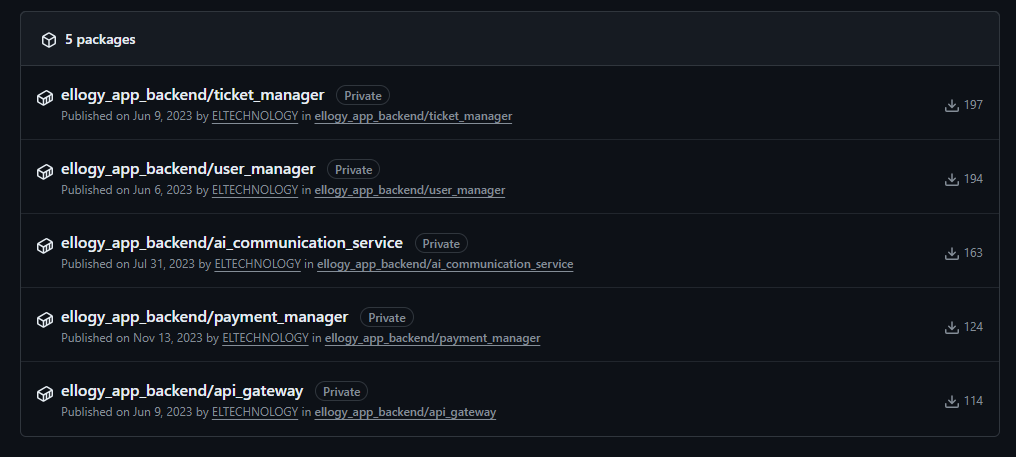 5 packages
ellogy_app_backend/ticket_manager Private
Published on Jun 9, 2023 by ELTECHNOLOGY in ellogy_app_backend/ticket_manager 197
ellogy_app_backend/user_manager Private
Published on Jun 6, 2023 by ELTECHNOLOGY in ellogy_app_backend/user_manager 194
ellogy_app_backend/ai_communication_service Private
Published on Jul 31, 2023 by ELTECHNOLOGY in ellogy_app_backend/ai_communication_service 163
ellogy_app_backend/payment_manager Private
Published on Nov 13, 2023 by ELTECHNOLOGY in ellogy_app_backend/payment_manager 124
ellogy_app_backend/api_gateway Private
Published on Jun 9, 2023 by ELTECHNOLOGY in ellogy_app_backend/api_gateway 114